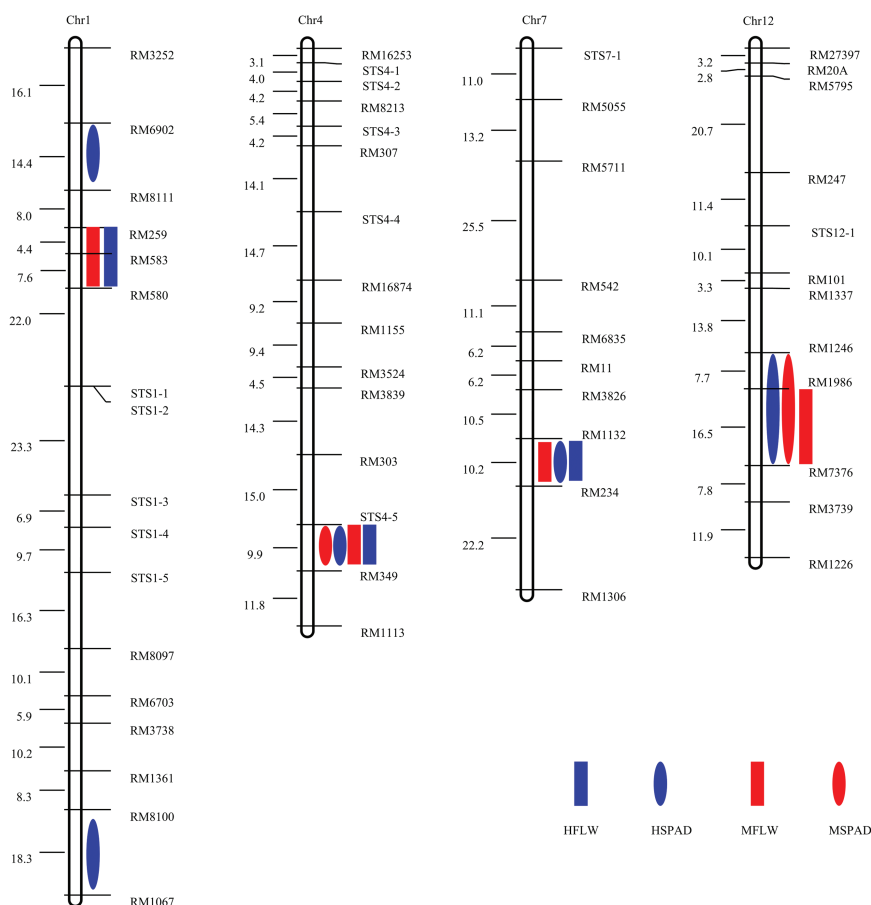 Chr1
Chr4
Chr7
Chr12
RM3252
16.1
RM6902
14.4
RM8111
8.0
RM259
4.4
RM583
7.6
RM580
22.0
STS1-1
STS1-2
23.3
STS1-3
6.9
STS1-4
9.7
STS1-5
16.3
RM8097
10.1
RM6703
5.9
RM3738
10.2
RM1361
8.3
RM8100
18.3
RM1067
RM16253
3.1
STS4-1
4.0
STS4-2
4.2
RM8213
5.4
STS4-3
4.2
RM307
14.1
STS4-4
14.7
RM16874
9.2
RM1155
9.4
RM3524
4.5
RM3839
14.3
RM303
15.0
STS4-5
9.9
RM349
11.8
RM1113
STS7-1
11.0
RM5055
13.2
RM5711
25.5
RM542
11.1
RM6835
6.2
RM11
6.2
RM3826
10.5
RM1132
10.2
RM234
22.2
RM1306
RM27397
3.2
RM20A
2.8
RM5795
20.7
RM247
11.4
STS12-1
10.1
RM101
3.3
RM1337
13.8
RM1246
7.7
RM1986
16.5
RM7376
7.8
RM3739
11.9
RM1226
HFLW
HSPAD
MFLW
MSPAD